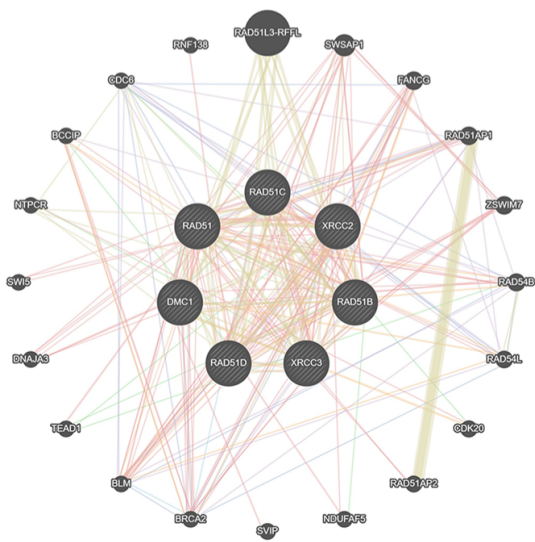 RAD51L3-RFFL
RNF138
SWSAP1
CDC6
FANCG
BCCIP
RAD51AP1
RAD51C
NTPCR
ZSWIM7
RAD51
XRCC2
SWI5
RAD54B
DMC1
RAD51B
DNAJA3
RAD54L
RAD51D
XRCC3
TEAD1
CDK20
BLM
RAD51AP2
BRCA2
NDUFAF5
SVIP